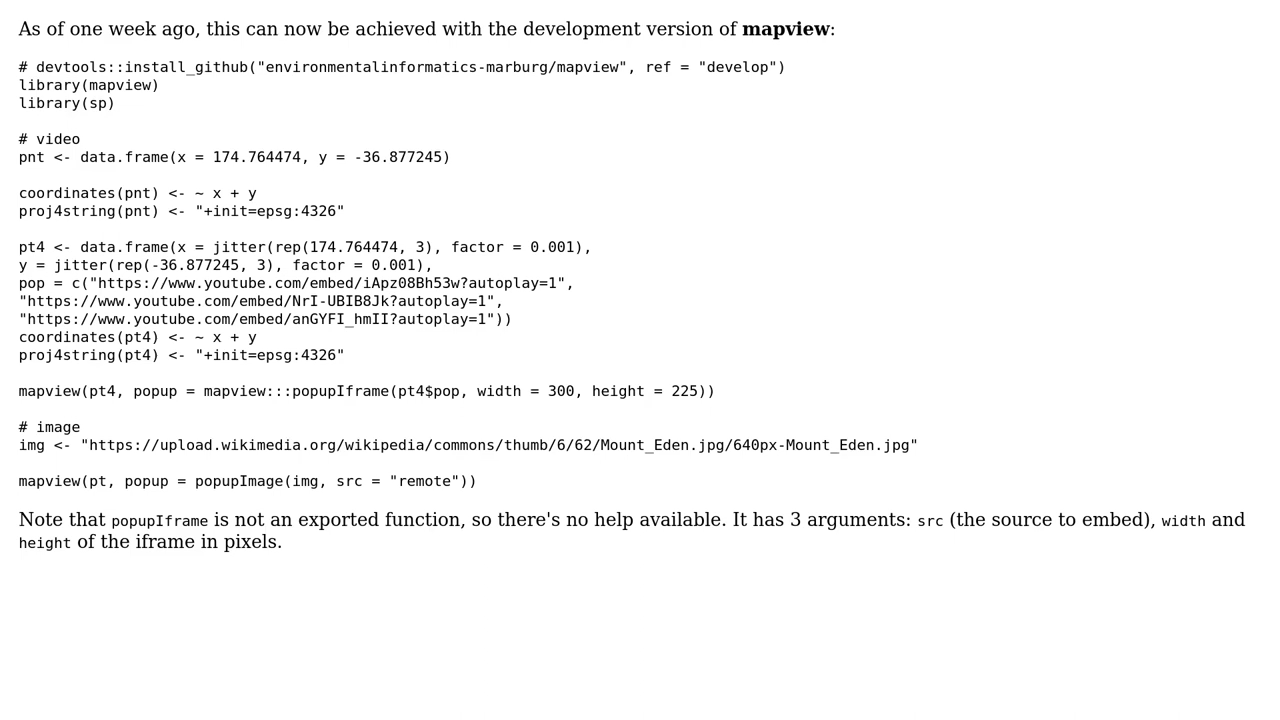 As of one week ago, this can now be achieved with the development version of mapview:
# devtools::install_github("environmentalinformatics-marburg/mapview", ref = "develop")
library(mapview)
library(sp)
# video
pnt <- data.frame(x = 174.764474, y = -36.877245)
coordinates(pnt) <- ~ x + y
proj4string(pnt) <- "+init=epsg:4326"
pt4 <- data.frame(x = jitter(rep(174.764474, 3), factor = 0.001),
y = jitter(rep(-36.877245, 3), factor = 0.001),
pop = c("https://www.youtube.com/embed/iApz08Bh53w?autoplay=1",
"https://www.youtube.com/embed/NrI-UBIB8Jk?autoplay=1",
"https://www.youtube.com/embed/anGYFI_hmII?autoplay=1"))
coordinates(pt4) <- ~ x + y
proj4string(pt4) <- "+init=epsg:4326"
mapview(pt4, popup = mapview:::popupIframe(pt4$pop, width = 300, height = 225))
# image
img <- "https://upload.wikimedia.org/wikipedia/commons/thumb/6/62/Mount_Eden.jpg/640px-Mount_Eden.jpg"
mapview(pt, popup = popupImage(img, src = "remote"))
Note that popupIframe is not an exported function, so there's no help available. It has 3 arguments: src (the source to embed), width and
height of the iframe in pixels.